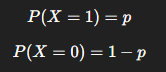 P(X = 1) = p
P(X = 0) = 1 − p